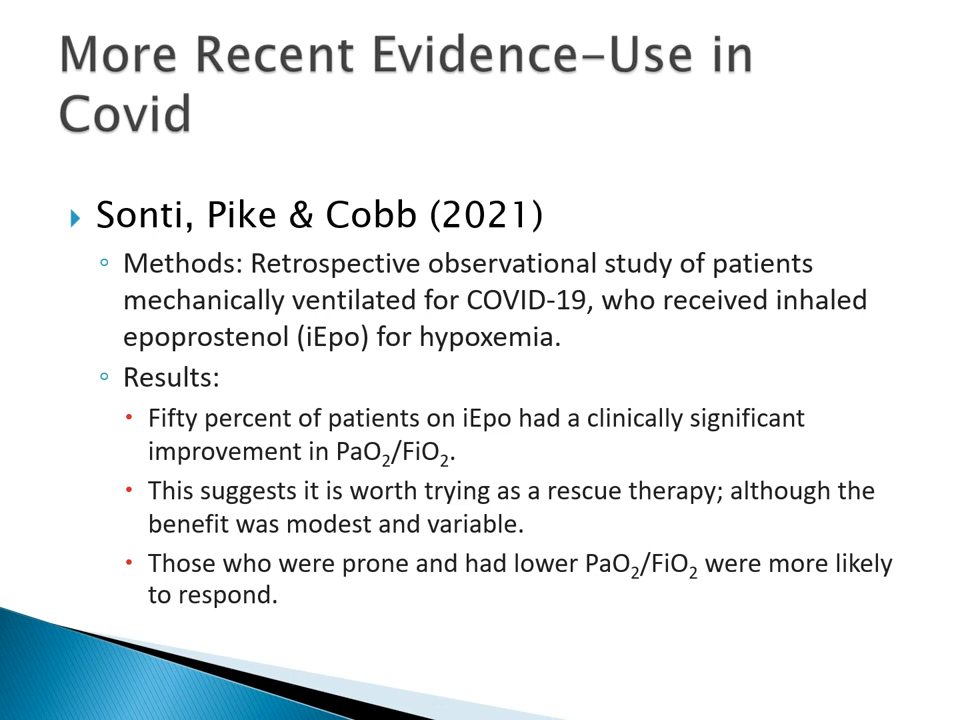 More Recent Evidence-Use in
Covid
Sonti, Pike & Cobb (2021)
Methods: Retrospective observational study of patients
mechanically ventilated for COVID-19, who received inhaled
epoprostenol (iEpo) for hypoxemia.
Results:
Fifty percent of patients on iEpo had a clinically significant
improvement in PaO₂/FiO₂.
This suggests it is worth trying as a rescue therapy; although the
benefit was modest and variable.
Those who were prone and had lower PaO₂/FiO₂ were more likely
to respond.